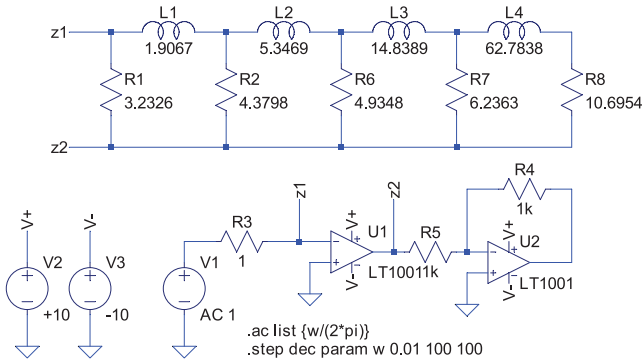 L1 L2 L3 L4
z1
1.9067 5.3469 14.8389 62.7838
R1 R2 R6 R7 R8
3.2326 4.3798 4.9348 6.2363 10.6954
z2
z1 z2 R4
V+ V- R3 V+ U1 R5 1k
V+ U2
V2 V3 V1 1 LT1001 1k LT1001
V- V-
+10 -10 AC 1
.ac list {w/(2*pi)}
.step dec param w 0.01 100 100